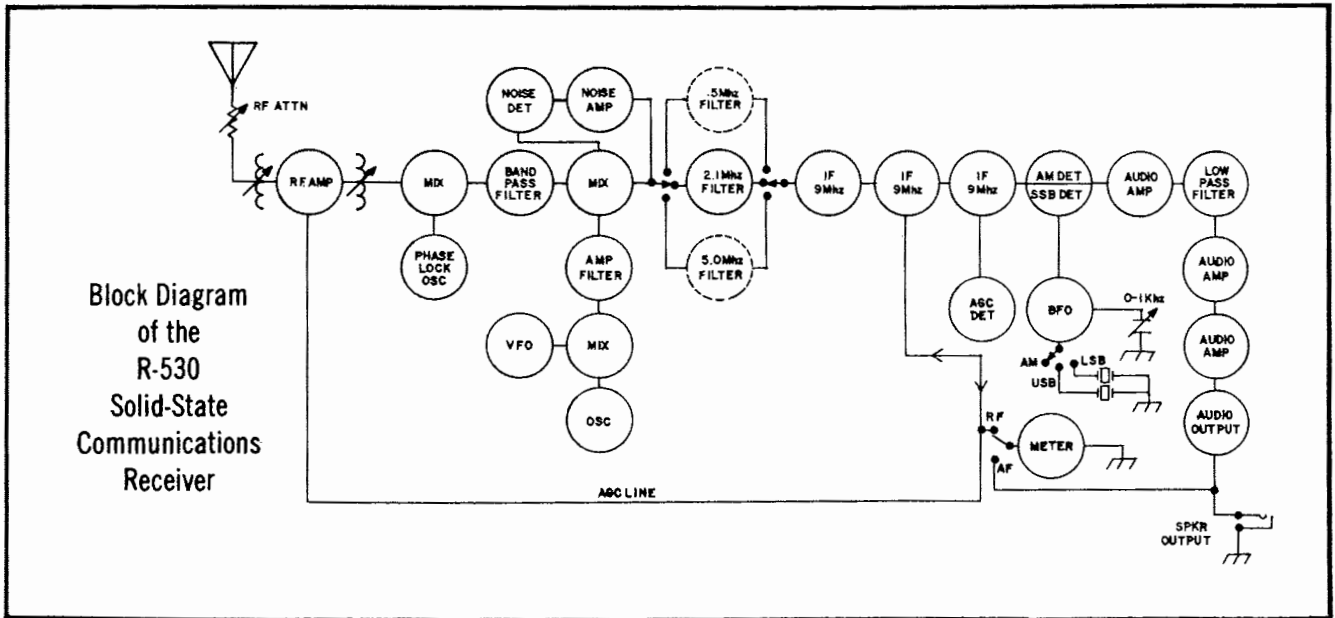 RF ATTN
NOISE
DET
NOISE
AMP
.5Mhz
FILTER
RF AMP
MIX
BAND
PASS
FILTER
MIX
2.1Mhz
FILTER
IF
9Mhz
IF
9Mhz
IF
9Mhz
AM DET
SSB DET
AUDIO
AMP
LOW
PASS
FILTER
PHASE
LOCK
OSC
AMP
FILTER
5.0Mhz
FILTER
AUDIO
AMP
AGC
DET
BFO
0-1Khz
Block Diagram
of the
R-530
Solid-State
Communications
Receiver
VFO
MIX
AM
LSB
USB
AUDIO
AMP
OSC
RF
METER
AF
AUDIO
OUTPUT
AGC LINE
SPKR
OUTPUT